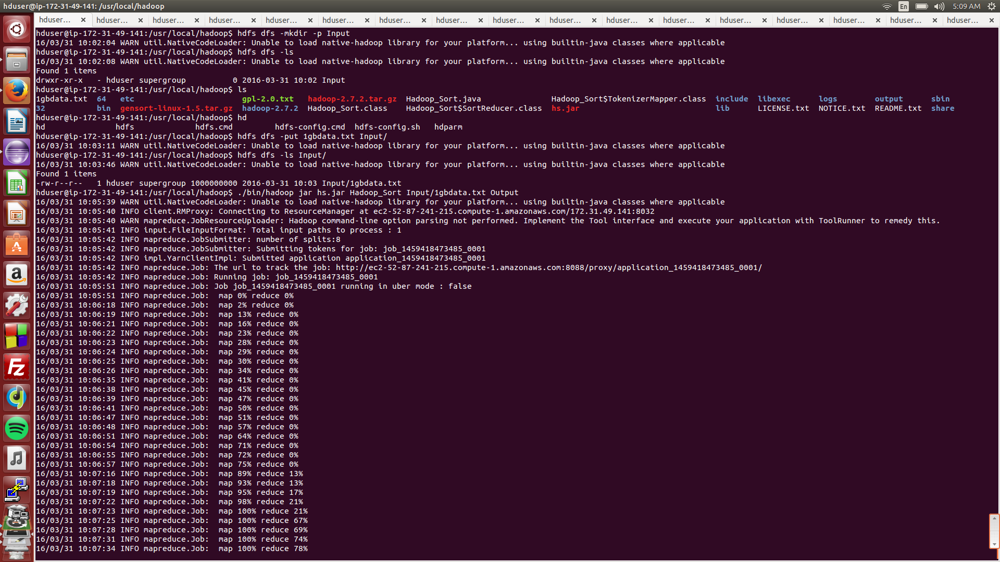 hduser@ip-172-31-49-141: /usr/local/hadoop
En
5:09 AM
hduser... hduser... hduser... hduser... hduser... hduser... hduser... hduser... hduser... hduser... hduser... hduser... hduser... hduser... hduser... hduser... hduser...
hduser@ip-172-31-49-141:/usr/local/hadoop$ hdfs dfs -mkdir -p Input
16/03/31 10:02:04 WARN util.NativeCodeLoader: Unable to load native-hadoop library for your platform... using builtin-java classes where applicable
hduser@ip-172-31-49-141:/usr/local/hadoop$ hdfs dfs -ls
16/03/31 10:02:08 WARN util.NativeCodeLoader: Unable to load native-hadoop library for your platform... using builtin-java classes where applicable
Found 1 items
drwxr-xr-x   - hduser supergroup          0 2016-03-31 10:02 Input
hduser@ip-172-31-49-141:/usr/local/hadoop$ ls
1gbdata.txt  64   etc                       gpl-2.0.txt   hadoop-2.7.2.tar.gz  Hadoop_Sort.java               Hadoop_Sort$TokenizerMapper.class  include  libexec      logs        output      sbin
32           bin  gensort-linux-1.5.tar.gz  hadoop-2.7.2  Hadoop_Sort.class    Hadoop_Sort$SortReducer.class  hs.jar                             lib      LICENSE.txt  NOTICE.txt  README.txt  share
hduser@ip-172-31-49-141:/usr/local/hadoop$ hd
hd               hdfs             hdfs.cmd         hdfs-config.cmd  hdfs-config.sh   hdparm
hduser@ip-172-31-49-141:/usr/local/hadoop$ hdfs dfs -put 1gbdata.txt Input/
16/03/31 10:03:11 WARN util.NativeCodeLoader: Unable to load native-hadoop library for your platform... using builtin-java classes where applicable
hduser@ip-172-31-49-141:/usr/local/hadoop$ hdfs dfs -ls Input/
16/03/31 10:03:46 WARN util.NativeCodeLoader: Unable to load native-hadoop library for your platform... using builtin-java classes where applicable
Found 1 items
-rw-r--r--   1 hduser supergroup 1000000000 2016-03-31 10:03 Input/1gbdata.txt
hduser@ip-172-31-49-141:/usr/local/hadoop$ ./bin/hadoop jar hs.jar Hadoop_Sort Input/1gbdata.txt Output
16/03/31 10:05:39 WARN util.NativeCodeLoader: Unable to load native-hadoop library for your platform... using builtin-java classes where applicable
16/03/31 10:05:40 INFO client.RMProxy: Connecting to ResourceManager at ec2-52-87-241-215.compute-1.amazonaws.com/172.31.49.141:8032
16/03/31 10:05:40 WARN mapreduce.JobResourceUploader: Hadoop command-line option parsing not performed. Implement the Tool interface and execute your application with ToolRunner to remedy this.
16/03/31 10:05:41 INFO input.FileInputFormat: Total input paths to process : 1
16/03/31 10:05:42 INFO mapreduce.JobSubmitter: number of splits:8
16/03/31 10:05:42 INFO mapreduce.JobSubmitter: Submitting tokens for job: job_1459418473485_0001
16/03/31 10:05:42 INFO impl.YarnClientImpl: Submitted application application_1459418473485_0001
16/03/31 10:05:42 INFO mapreduce.Job: The url to track the job: http://ec2-52-87-241-215.compute-1.amazonaws.com:8088/proxy/application_1459418473485_0001/
16/03/31 10:05:42 INFO mapreduce.Job: Running job: job_1459418473485_0001
16/03/31 10:05:51 INFO mapreduce.Job: Job job_1459418473485_0001 running in uber mode : false
16/03/31 10:05:51 INFO mapreduce.Job:  map 0% reduce 0%
16/03/31 10:06:18 INFO mapreduce.Job:  map 2% reduce 0%
16/03/31 10:06:19 INFO mapreduce.Job:  map 13% reduce 0%
16/03/31 10:06:21 INFO mapreduce.Job:  map 16% reduce 0%
16/03/31 10:06:22 INFO mapreduce.Job:  map 23% reduce 0%
16/03/31 10:06:23 INFO mapreduce.Job:  map 28% reduce 0%
16/03/31 10:06:24 INFO mapreduce.Job:  map 29% reduce 0%
16/03/31 10:06:25 INFO mapreduce.Job:  map 30% reduce 0%
16/03/31 10:06:26 INFO mapreduce.Job:  map 34% reduce 0%
16/03/31 10:06:35 INFO mapreduce.Job:  map 41% reduce 0%
16/03/31 10:06:38 INFO mapreduce.Job:  map 45% reduce 0%
16/03/31 10:06:39 INFO mapreduce.Job:  map 47% reduce 0%
16/03/31 10:06:41 INFO mapreduce.Job:  map 50% reduce 0%
16/03/31 10:06:47 INFO mapreduce.Job:  map 51% reduce 0%
16/03/31 10:06:48 INFO mapreduce.Job:  map 57% reduce 0%
16/03/31 10:06:51 INFO mapreduce.Job:  map 64% reduce 0%
16/03/31 10:06:54 INFO mapreduce.Job:  map 71% reduce 0%
16/03/31 10:06:55 INFO mapreduce.Job:  map 72% reduce 0%
16/03/31 10:06:57 INFO mapreduce.Job:  map 75% reduce 0%
16/03/31 10:07:16 INFO mapreduce.Job:  map 89% reduce 13%
16/03/31 10:07:18 INFO mapreduce.Job:  map 93% reduce 13%
16/03/31 10:07:19 INFO mapreduce.Job:  map 95% reduce 17%
16/03/31 10:07:22 INFO mapreduce.Job:  map 98% reduce 21%
16/03/31 10:07:23 INFO mapreduce.Job:  map 100% reduce 21%
16/03/31 10:07:25 INFO mapreduce.Job:  map 100% reduce 67%
16/03/31 10:07:28 INFO mapreduce.Job:  map 100% reduce 69%
16/03/31 10:07:31 INFO mapreduce.Job:  map 100% reduce 74%
16/03/31 10:07:34 INFO mapreduce.Job:  map 100% reduce 78%